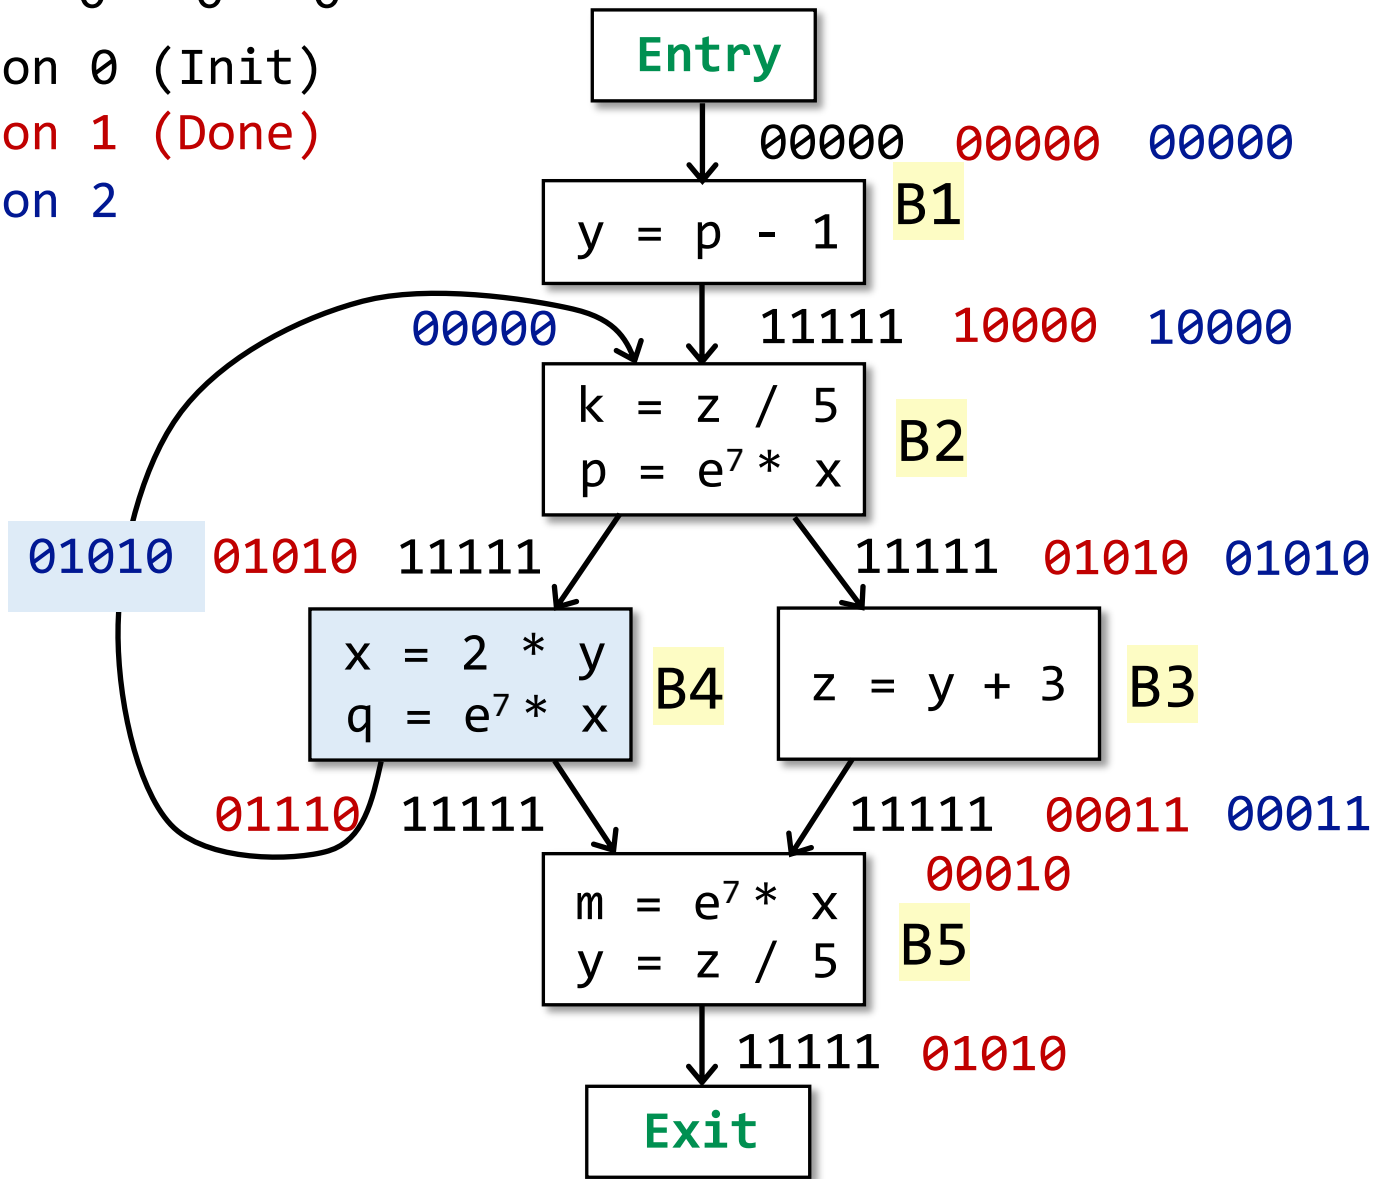 on 0 (Init)
on 1 (Done)
on 2
Entry
00000 00000 00000
B1
y = p - 1
00000
11111 10000 10000
k = z / 5
p = e⁷ * x
B2
01010 01010 11111
11111 01010 01010
x = 2 * y
q = e⁷ * x
B4
z = y + 3
B3
01110 11111
11111 00011 00011
00010
m = e⁷ * x
y = z / 5
B5
11111 01010
Exit